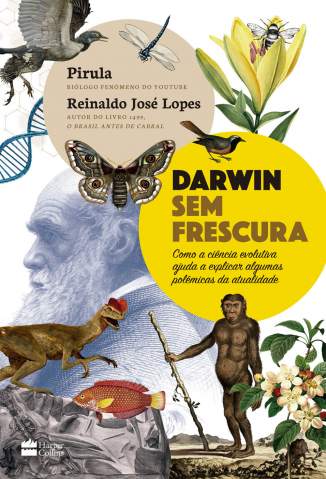 Pirula
BIÓLOGO FENÔMENO DO YOUTUBE
Reinaldo José Lopes
AUTOR DO LIVRO 1499,
O BRASIL ANTES DE CABRAL
DARWIN
SEM
FRESCURA
Como a ciência evolutiva
ajuda a explicar algumas
polêmicas da atualidade
Harper
Collins